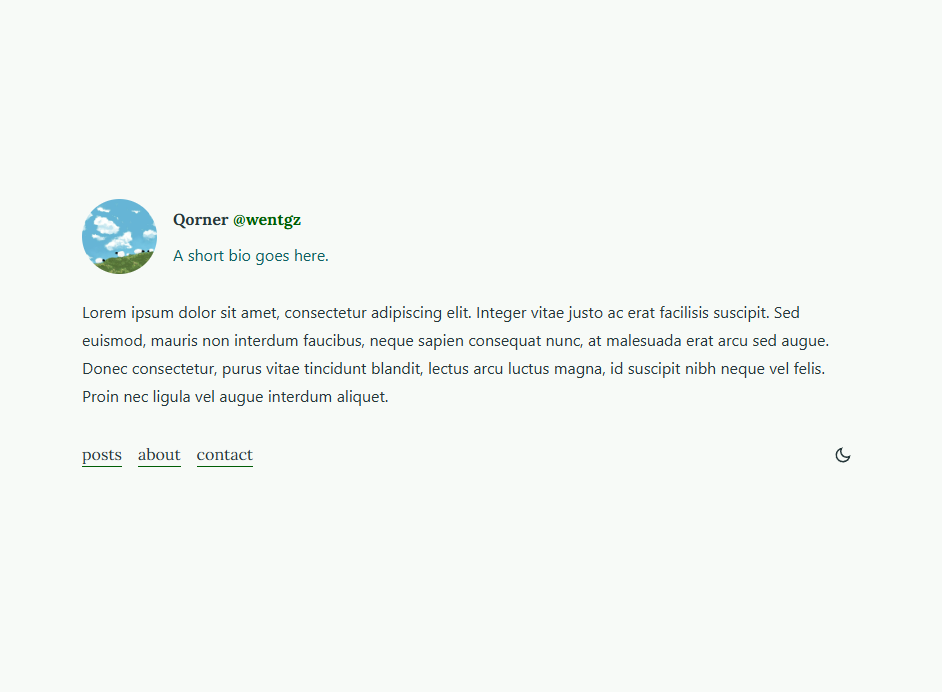 Qorner @wentgz
A short bio goes here.
Lorem ipsum dolor sit amet, consectetur adipiscing elit. Integer vitae justo ac erat facilisis suscipit. Sed
euismod, mauris non interdum faucibus, neque sapien consequat nunc, at malesuada erat arcu sed augue.
Donec consectetur, purus vitae tincidunt blandit, lectus arcu luctus magna, id suscipit nibh neque vel felis.
Proin nec ligula vel augue interdum aliquet.
posts about contact